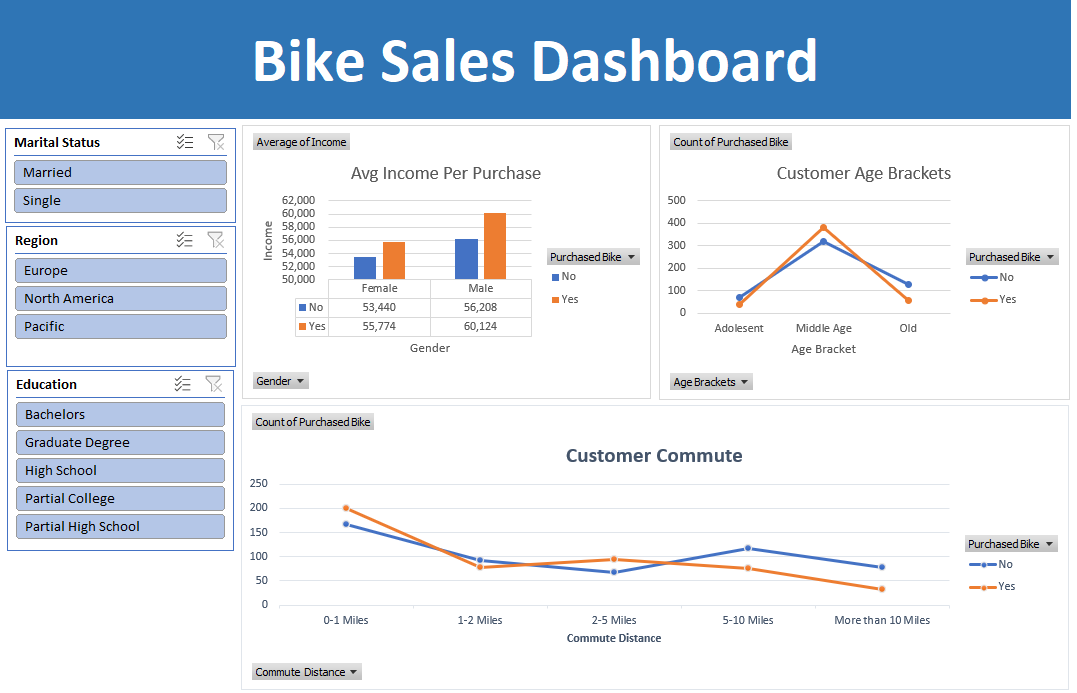 Bike Sales Dashboard
Marital Status
Married
Single
Region
Europe
North America
Pacific
Education
Bachelors
Graduate Degree
High School
Partial College
Partial High School
Average of Income
Avg Income Per Purchase
62,000
60,000
58,000
56,000
54,000
52,000
50,000
Income
Female Male
No 53,440 56,208
Yes 55,774 60,124
Gender
Purchased Bike
No
Yes
Gender
Count of Purchased Bike
Customer Age Brackets
500
400
300
200
100
0
Adolesent Middle Age Old
Age Bracket
Purchased Bike
No
Yes
Age Brackets
Count of Purchased Bike
Customer Commute
250
200
150
100
50
0
0-1 Miles 1-2 Miles 2-5 Miles 5-10 Miles More than 10 Miles
Commute Distance
Purchased Bike
No
Yes
Commute Distance